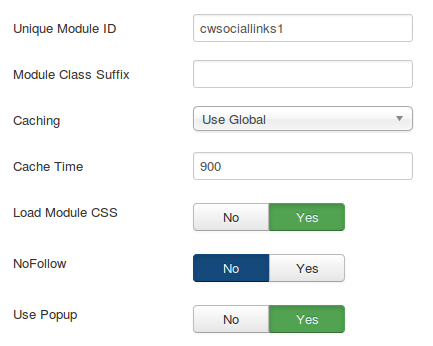 Unique Module ID cwsociallinks1
Module Class Suffix
Caching Use Global
Cache Time 900
Load Module CSS No Yes
NoFollow No Yes
Use Popup No Yes